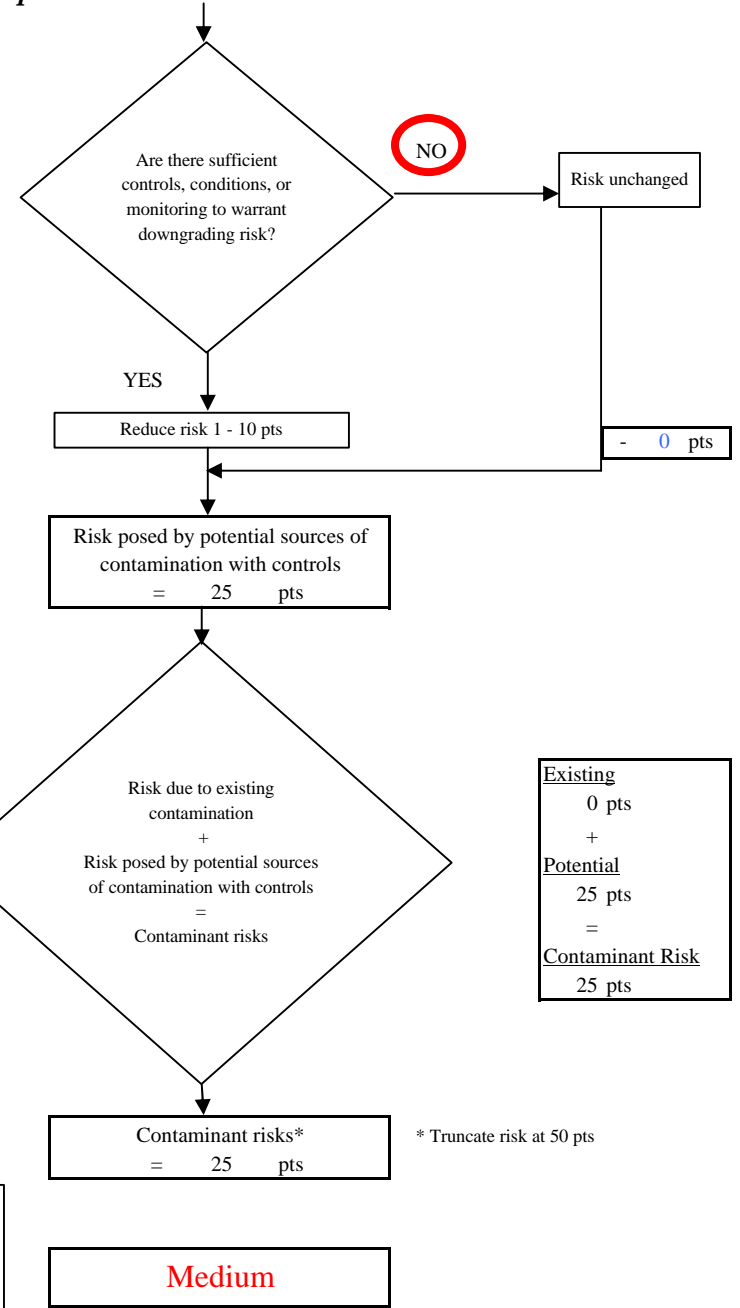 Are there sufficient
controls, conditions, or
monitoring to warrant
downgrading risk?
NO
Risk unchanged
YES
Reduce risk 1 - 10 pts
- 0 pts
Risk posed by potential sources of
contamination with controls
= 25 pts
Risk due to existing
contamination
+
Risk posed by potential sources
of contamination with controls
=
Contaminant risks
Existing
0 pts
+
Potential
25 pts
=
Contaminant Risk
25 pts
Contaminant risks*
= 25 pts
* Truncate risk at 50 pts
Medium